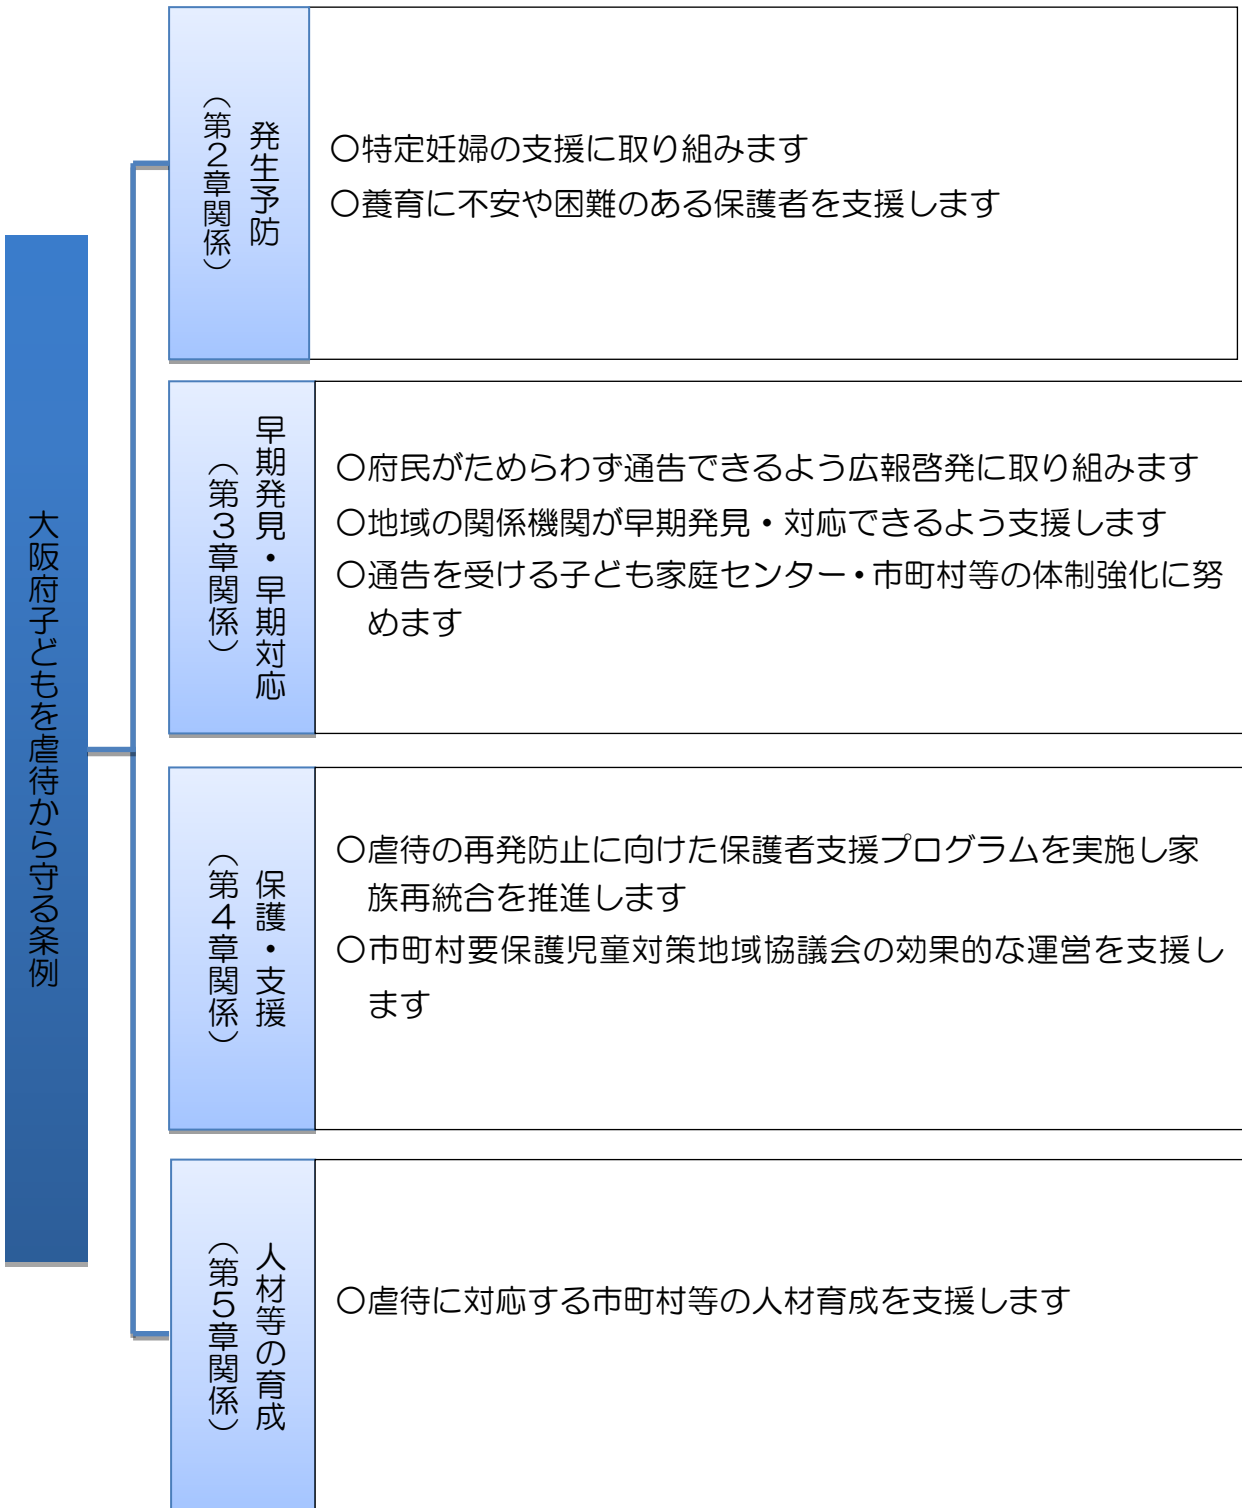 大阪府子どもを虐待から守る条例
発生予防
（第２章関係）
〇特定妊婦の支援に取り組みます
〇養育に不安や困難のある保護者を支援します
早期発見・早期対応
（第３章関係）
〇府民がためらわず通告できるよう広報啓発に取り組みます
〇地域の関係機関が早期発見・対応できるよう支援します
〇通告を受ける子ども家庭センター・市町村等の体制強化に努
めます
保護・支援
（第４章関係）
〇虐待の再発防止に向けた保護者支援プログラムを実施し家
族再統合を推進します
〇市町村要保護児童対策地域協議会の効果的な運営を支援し
ます
人材等の育成
（第５章関係）
〇虐待に対応する市町村等の人材育成を支援します